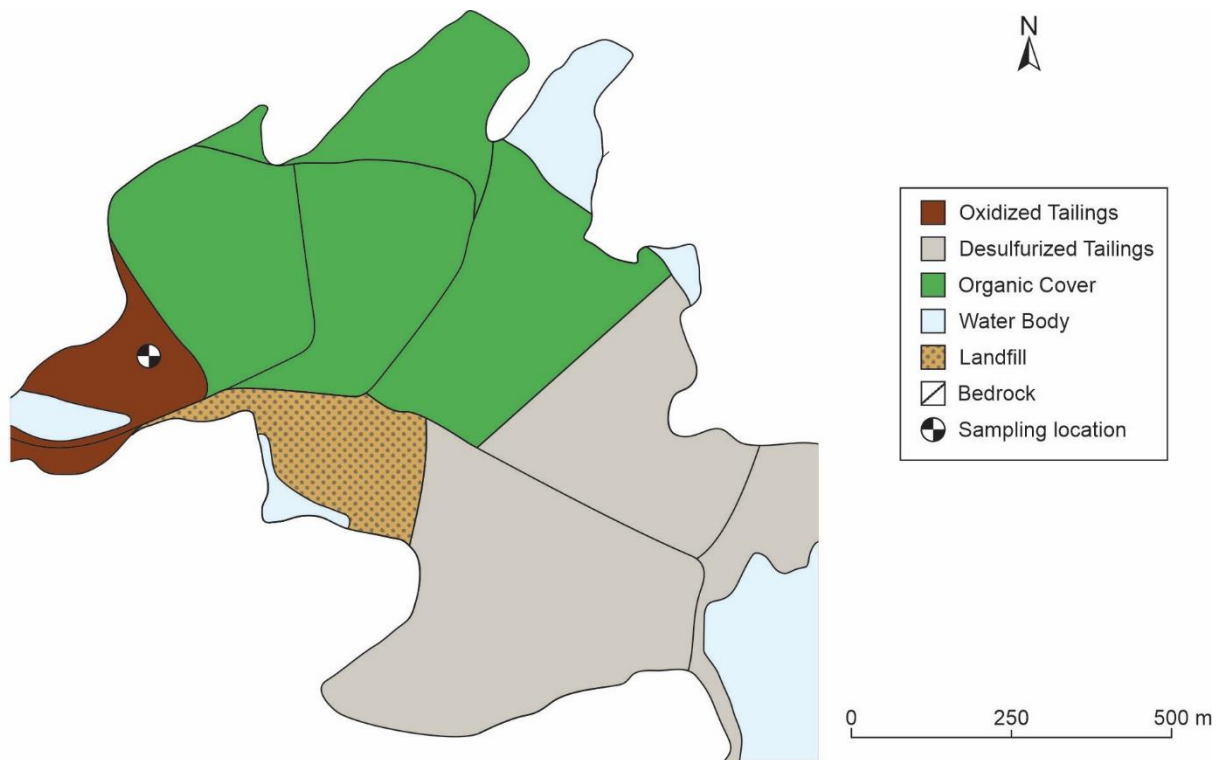 N
Oxidized Tailings
Desulfurized Tailings
Organic Cover
Water Body
Landfill
Bedrock
Sampling location
0 250 500 m